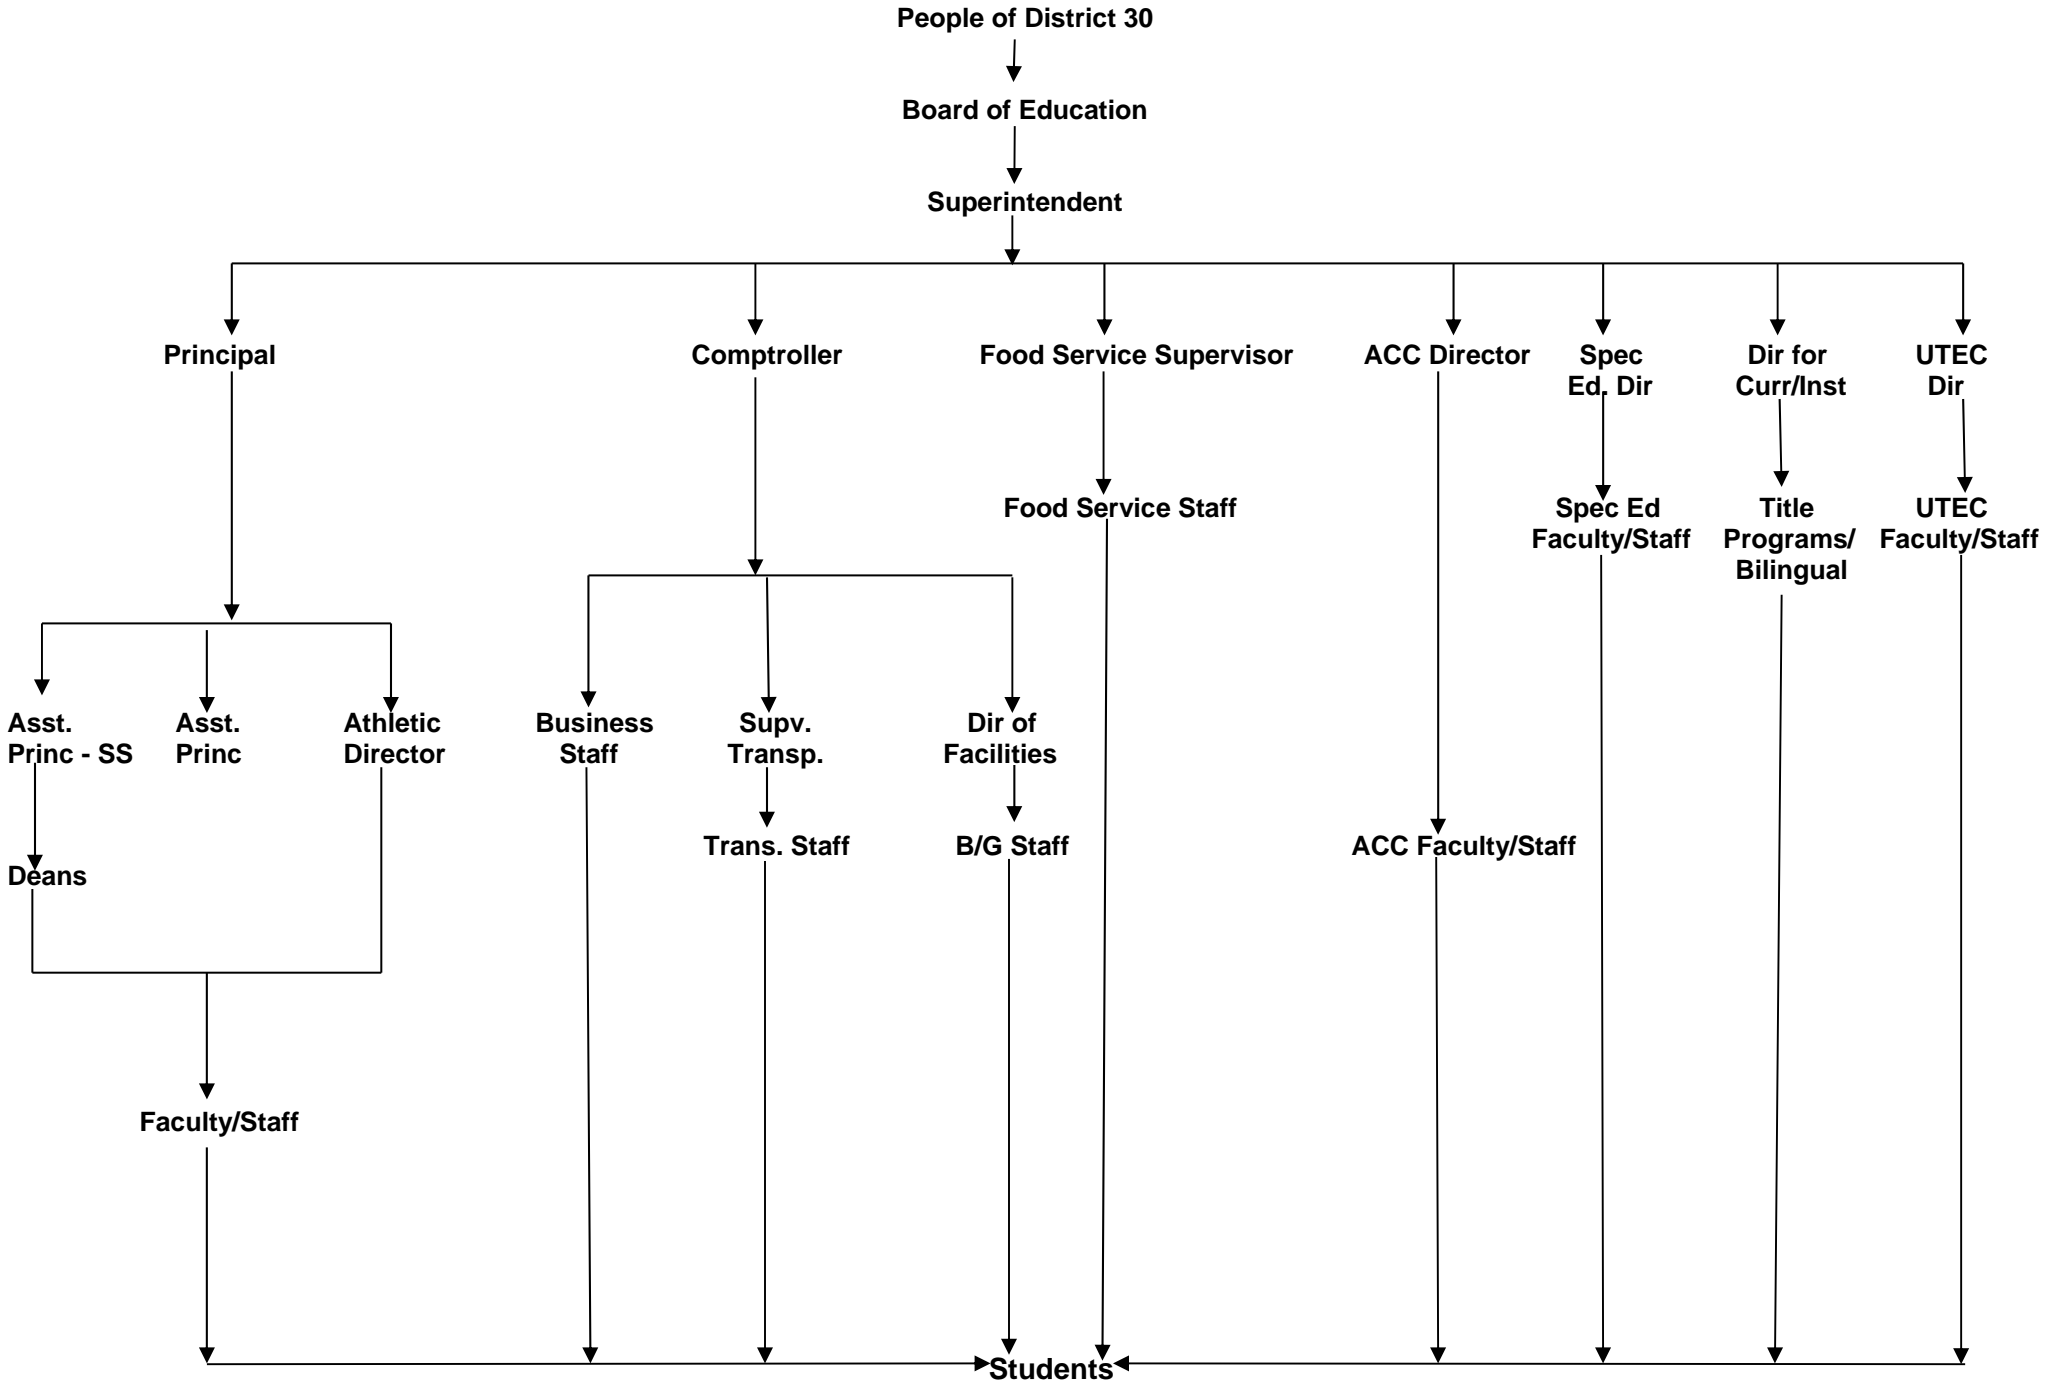 People of District 30
Board of Education
Superintendent
Principal
Comptroller
Food Service Supervisor
ACC Director
Spec
Ed. Dir
Dir for
Curr/Inst
UTEC
Dir
Food Service Staff
Spec Ed
Faculty/Staff
Title
Programs/
Bilingual
UTEC
Faculty/Staff
Asst.
Princ - SS
Asst.
Princ
Athletic
Director
Business
Staff
Supv.
Transp.
Dir of
Facilities
Trans. Staff
B/G Staff
ACC Faculty/Staff
Deans
Faculty/Staff
Students